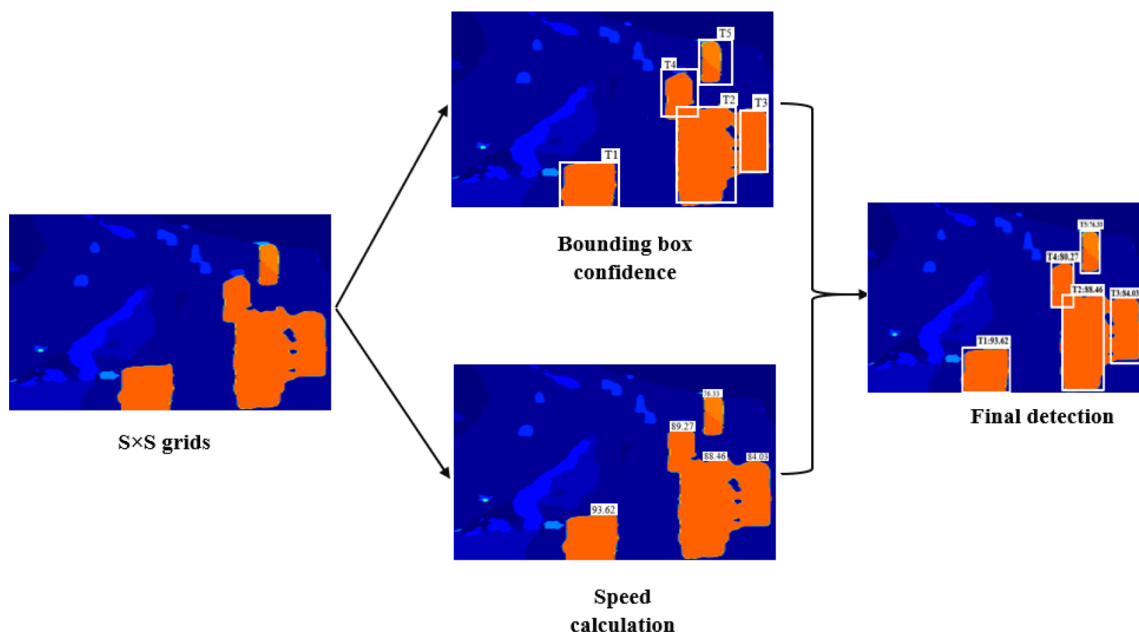 T5
T4
T2
T3
T1
Bounding box
confidence
S×S grids
76.33
89.27
88.46
84.03
93.62
Speed
calculation
T5:76.33
T4:80.27
T2:88.46
T3:84.03
T1:93.62
Final detection